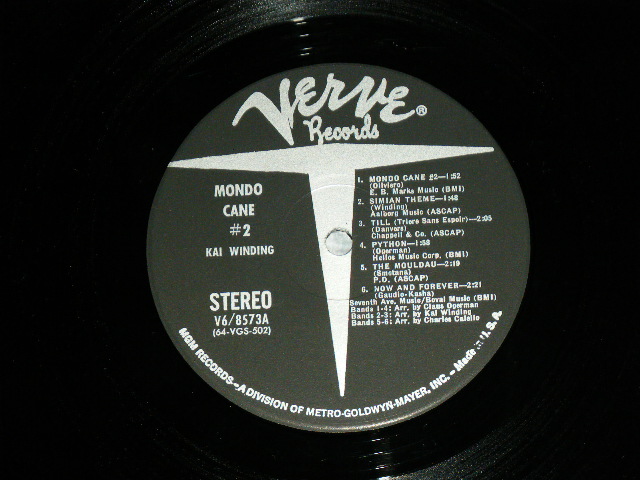 Verve ®
Records
MONDO
CANE
#2
KAI WINDING
STEREO
V6/8573A
(64-VGS-502)
1. MONDO CANE #2—1:52
(Oliviero)
E. B. Marks Music (BMI)
2. SIMIAN THEME—1:48
(Winding)
Aalborg Music (ASCAP)
3. TILL (Triere Sans Espoir)—2:05
(Danvers)
Chappell & Co. (ASCAP)
4. PYTHON—1:58
(Ogerman)
Helios Music Corp. (BMI)
5. THE MOULDAU—2:19
(Smetana)
P.D. (ASCAP)
6. NOW AND FOREVER—2:21
(Gaudio-Kasha)
Seventh Ave. Music/Boval Music (BMI)
Bands 1-4: Arr. by Claus Ogerman
Bands 2-3: Arr. by Kai Winding
Bands 5-6: Arr. by Charles Calello
MGM RECORDS—A DIVISION OF METRO-GOLDWYN-MAYER, INC.—Made in U.S.A.